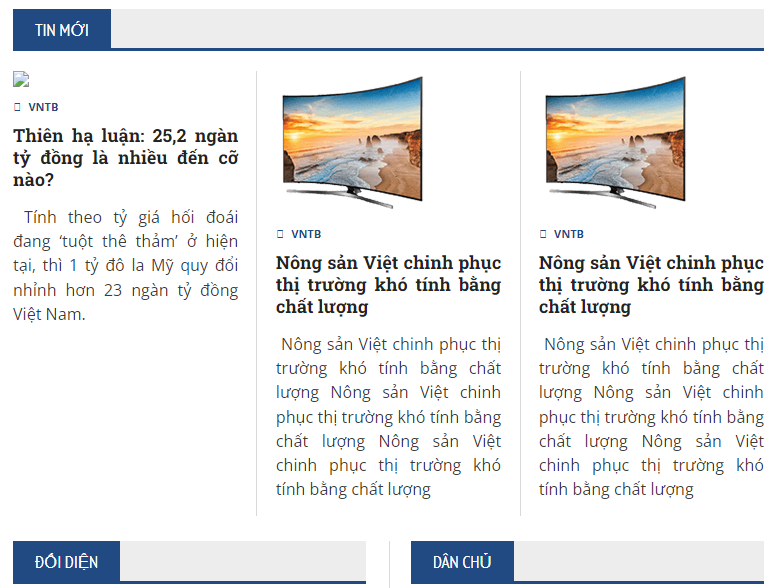 TIN MỚI
VNTB
Thiên hạ luận: 25,2 ngàn
tỷ đồng là nhiều đến cỡ
nào?
Tính theo tỷ giá hối đoái
đang ‘tuột thê thảm’ ở hiện
tại, thì 1 tỷ đô la Mỹ quy đổi
nhỉnh hơn 23 ngàn tỷ đồng
Việt Nam.
VNTB
Nông sản Việt chinh phục
thị trường khó tính bằng
chất lượng
Nông sản Việt chinh phục thị
trường khó tính bằng chất
lượng Nông sản Việt chinh
phục thị trường khó tính bằng
chất lượng Nông sản Việt
chinh phục thị trường khó
tính bằng chất lượng
VNTB
Nông sản Việt chinh phục
thị trường khó tính bằng
chất lượng
Nông sản Việt chinh phục thị
trường khó tính bằng chất
lượng Nông sản Việt chinh
phục thị trường khó tính bằng
chất lượng Nông sản Việt
chinh phục thị trường khó
tính bằng chất lượng
ĐỐI DIỆN
DÂN CHỦ